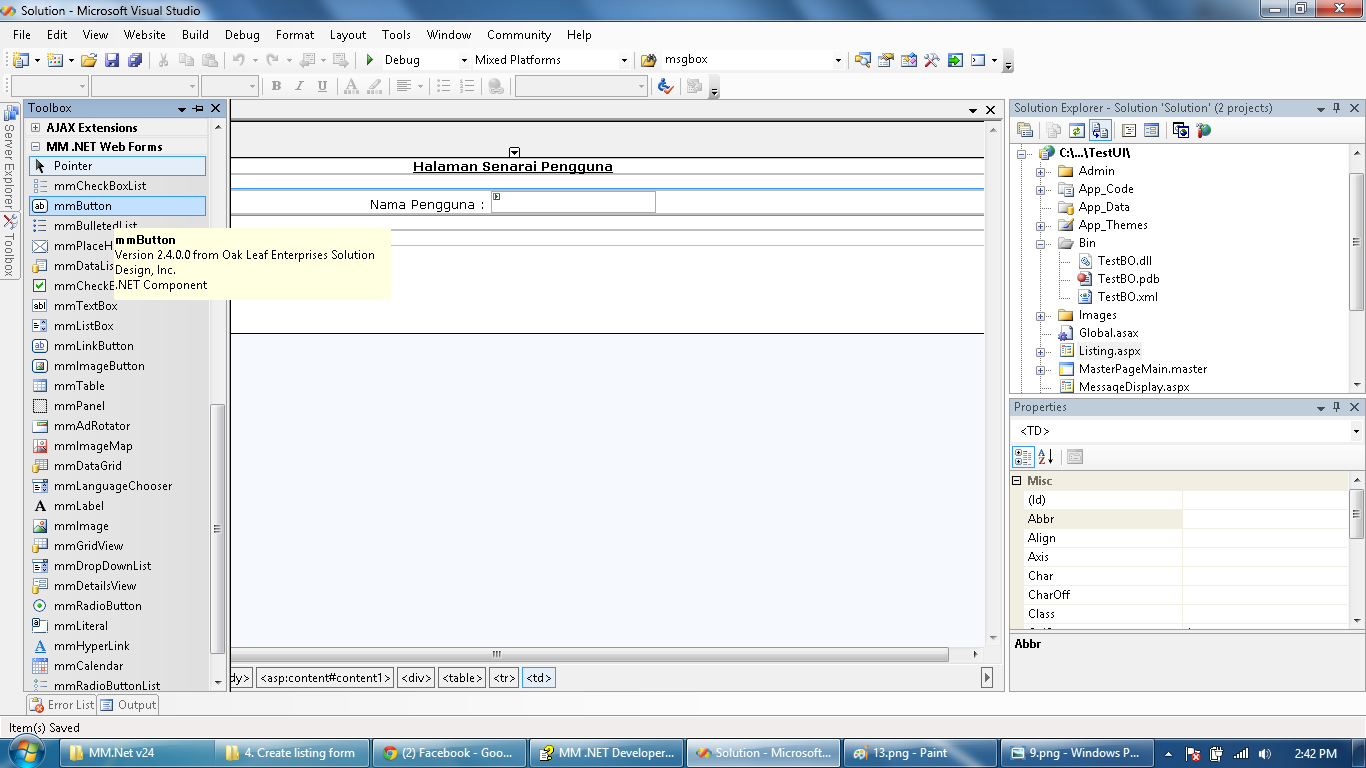 Solution - Microsoft Visual Studio
File Edit View Website Build Debug Format Layout Tools Window Community Help
Debug Mixed Platforms msgbox
Server Explorer
Toolbox
Toolbox
AJAX Extensions
MM .NET Web Forms
Pointer
mmCheckBoxList
mmButton
mmBulletedList
mmPlaceH
mmDataLis
mmCheckB
mmTextBox
mmListBox
mmLinkButton
mmImageButton
mmTable
mmPanel
mmAdRotator
mmImageMap
mmDataGrid
mmLanguageChooser
mmLabel
mmImage
mmGridView
mmDropDownList
mmDetailsView
mmRadioButton
mmLiteral
mmHyperLink
mmCalendar
mmRadioButtonList
mmButton
Version 2.4.0.0 from Oak Leaf Enterprises Solution
Design, Inc.
.NET Component
Halaman Senarai Pengguna
Nama Pengguna :
dy> <asp:content#content1> <div> <table> <tr> <td>
Solution Explorer - Solution 'Solution' (2 projects)
C:\...\TestUI\
Admin
App_Code
App_Data
App_Themes
Bin
TestBO.dll
TestBO.pdb
TestBO.xml
Images
Global.asax
Listing.aspx
MasterPageMain.master
MessageDisplay.aspx
Properties
<TD>
Misc
(Id)
Abbr
Align
Axis
Char
CharOff
Class
Abbr
Error List Output
Item(s) Saved
MM.Net v24 4. Create listing form (2) Facebook - Goo... MM .NET Developer... Solution - Microsoft... 13.png - Paint 9.png - Windows P... 2:42 PM